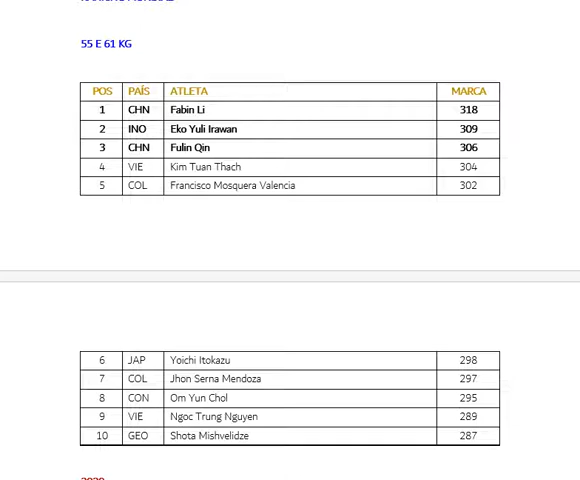 55 E 61 KG
POS PAÍS ATLETA MARCA
1 CHN Fabin Li 318
2 INO Eko Yuli Irawan 309
3 CHN Fulin Qin 306
4 VIE Kim Tuan Thach 304
5 COL Francisco Mosquera Valencia 302
6 JAP Yoichi Itokazu 298
7 COL Jhon Serna Mendoza 297
8 CON Om Yun Chol 295
9 VIE Ngoc Trung Nguyen 289
10 GEO Shota Mishvelidze 287